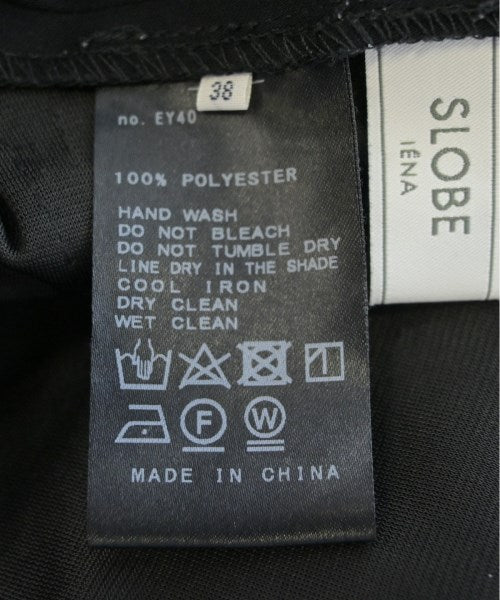 38
no. EY40
100% POLYESTER
HAND WASH
DO NOT BLEACH
DO NOT TUMBLE DRY
LINE DRY IN THE SHADE
COOL IRON
DRY CLEAN
WET CLEAN
F W
MADE IN CHINA
SLOBE
IÉNA